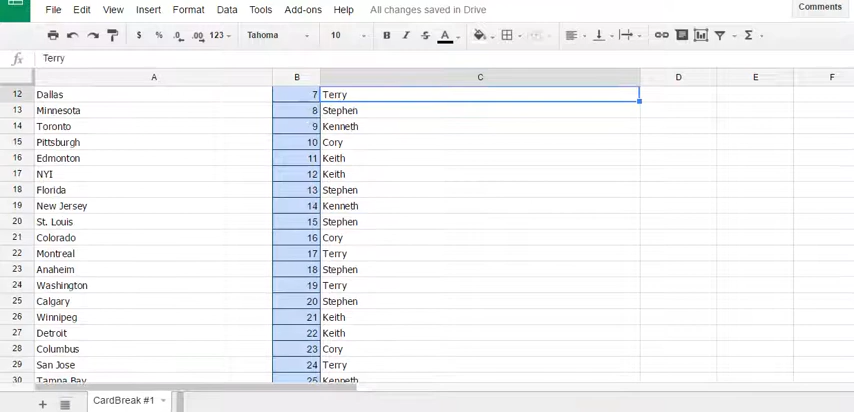 File Edit View Insert Format Data Tools Add-ons Help All changes saved in Drive Comments
$ % .0 .00 123 Tahoma 10 B I S A Σ
fx Terry
A B C D E F
12 Dallas 7 Terry
13 Minnesota 8 Stephen
14 Toronto 9 Kenneth
15 Pittsburgh 10 Cory
16 Edmonton 11 Keith
17 NYI 12 Keith
18 Florida 13 Stephen
19 New Jersey 14 Kenneth
20 St. Louis 15 Stephen
21 Colorado 16 Cory
22 Montreal 17 Terry
23 Anaheim 18 Stephen
24 Washington 19 Terry
25 Calgary 20 Stephen
26 Winnipeg 21 Keith
27 Detroit 22 Keith
28 Columbus 23 Cory
29 San Jose 24 Terry
30 Tampa Bay 25 Kenneth
+ CardBreak #1